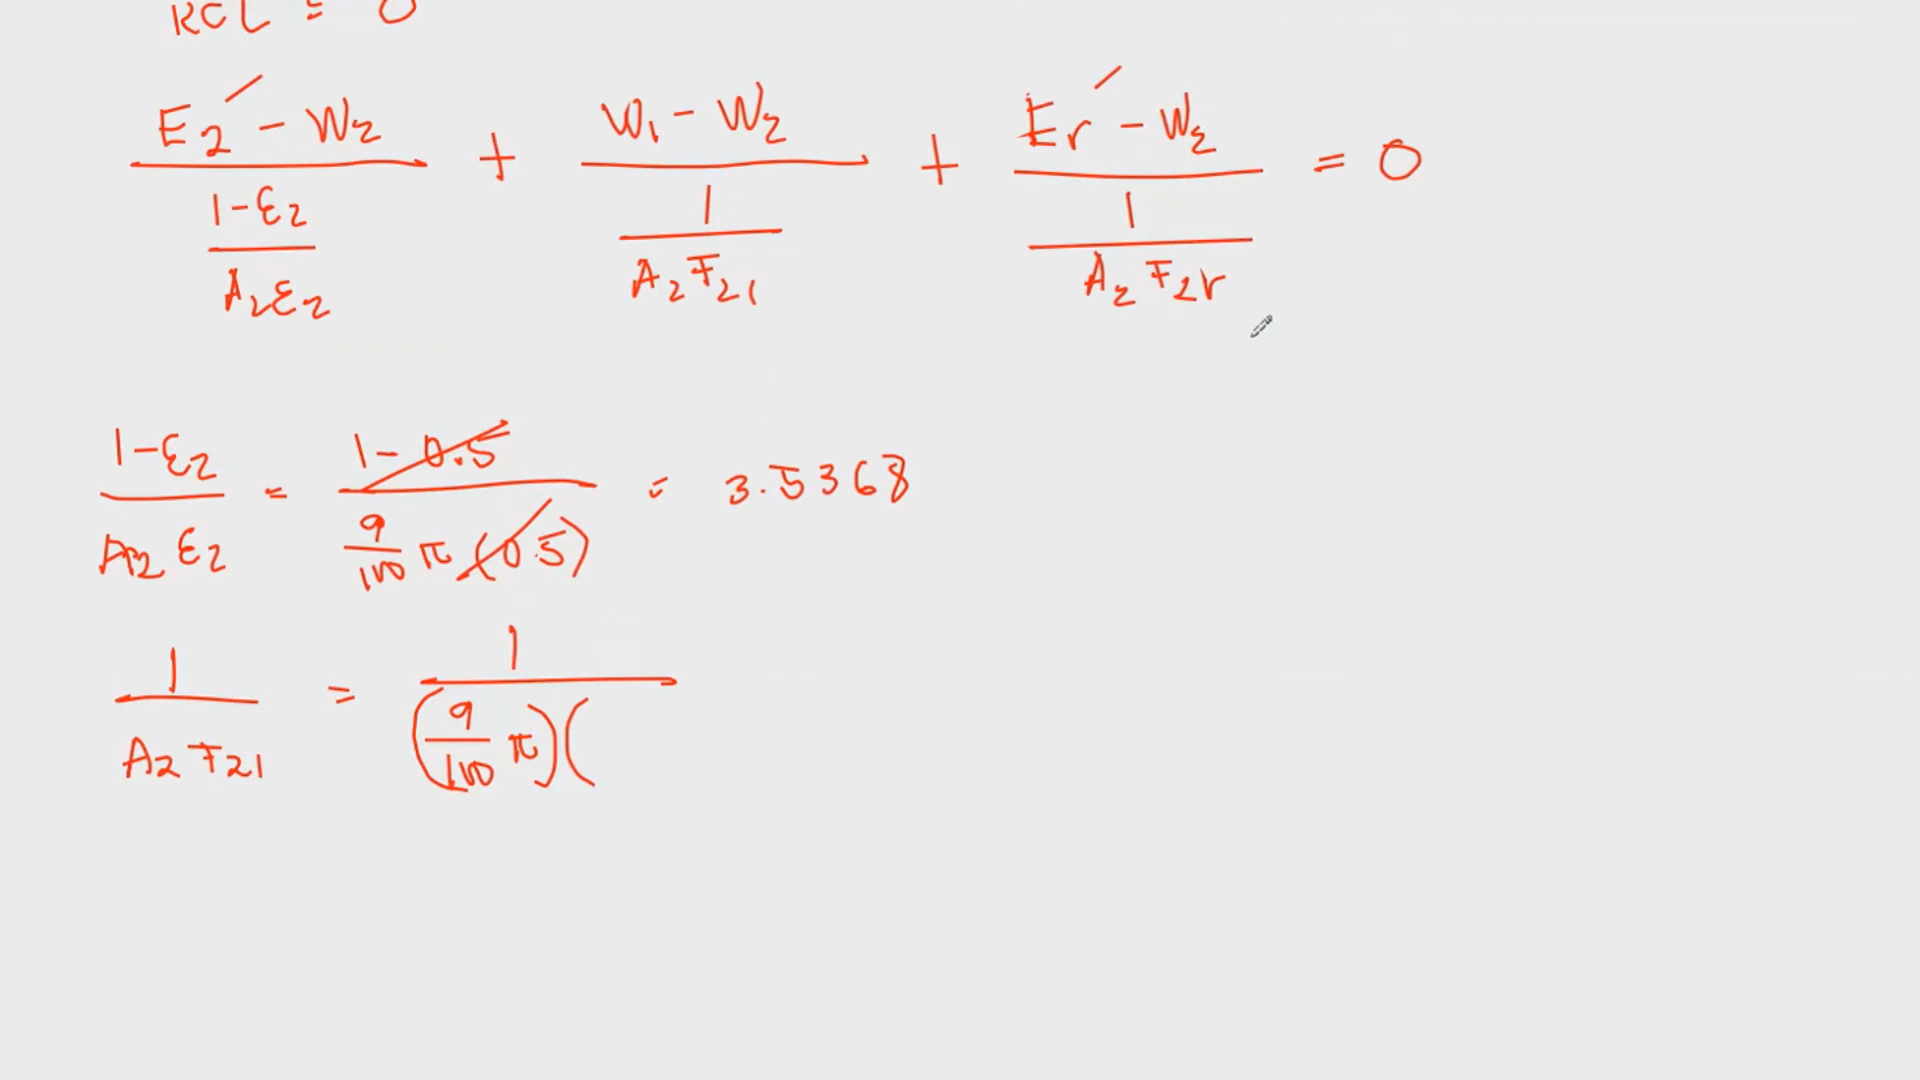 KCL = 0
E₂′ - W₂ / (1-ε₂ / A₂ε₂) + W₁ - W₂ / (1 / A₂F₂₁) + Er′ - W₂ / (1 / A₂F₂r) = 0
1-ε₂ / A₂ε₂ = 1-0.5 / (9/100 π(0.5)) = 3.5368
1 / A₂F₂₁ = 1 / (9/100 π)(